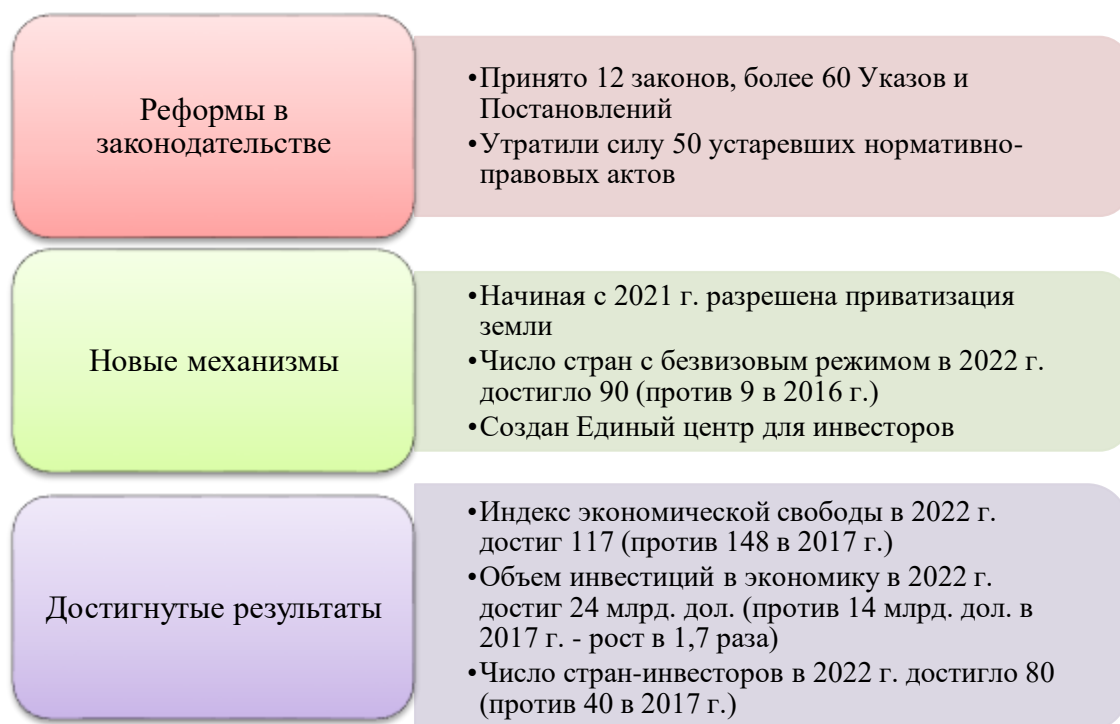 Реформы в
законодательстве
•Принято 12 законов, более 60 Указов и
Постановлений
•Утратили силу 50 устаревших нормативно-
правовых актов
Новые механизмы
•Начиная с 2021 г. разрешена приватизация
земли
•Число стран с безвизовым режимом в 2022 г.
достигло 90 (против 9 в 2016 г.)
•Создан Единый центр для инвесторов
Достигнутые результаты
•Индекс экономической свободы в 2022 г.
достиг 117 (против 148 в 2017 г.)
•Объем инвестиций в экономику в 2022 г.
достиг 24 млрд. дол. (против 14 млрд. дол. в
2017 г. - рост в 1,7 раза)
•Число стран-инвесторов в 2022 г. достигло 80
(против 40 в 2017 г.)